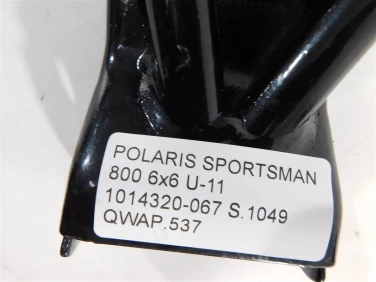 POLARIS SPORTSMAN
800 6x6 U-11
1014320-067 S.1049
QWAP.537